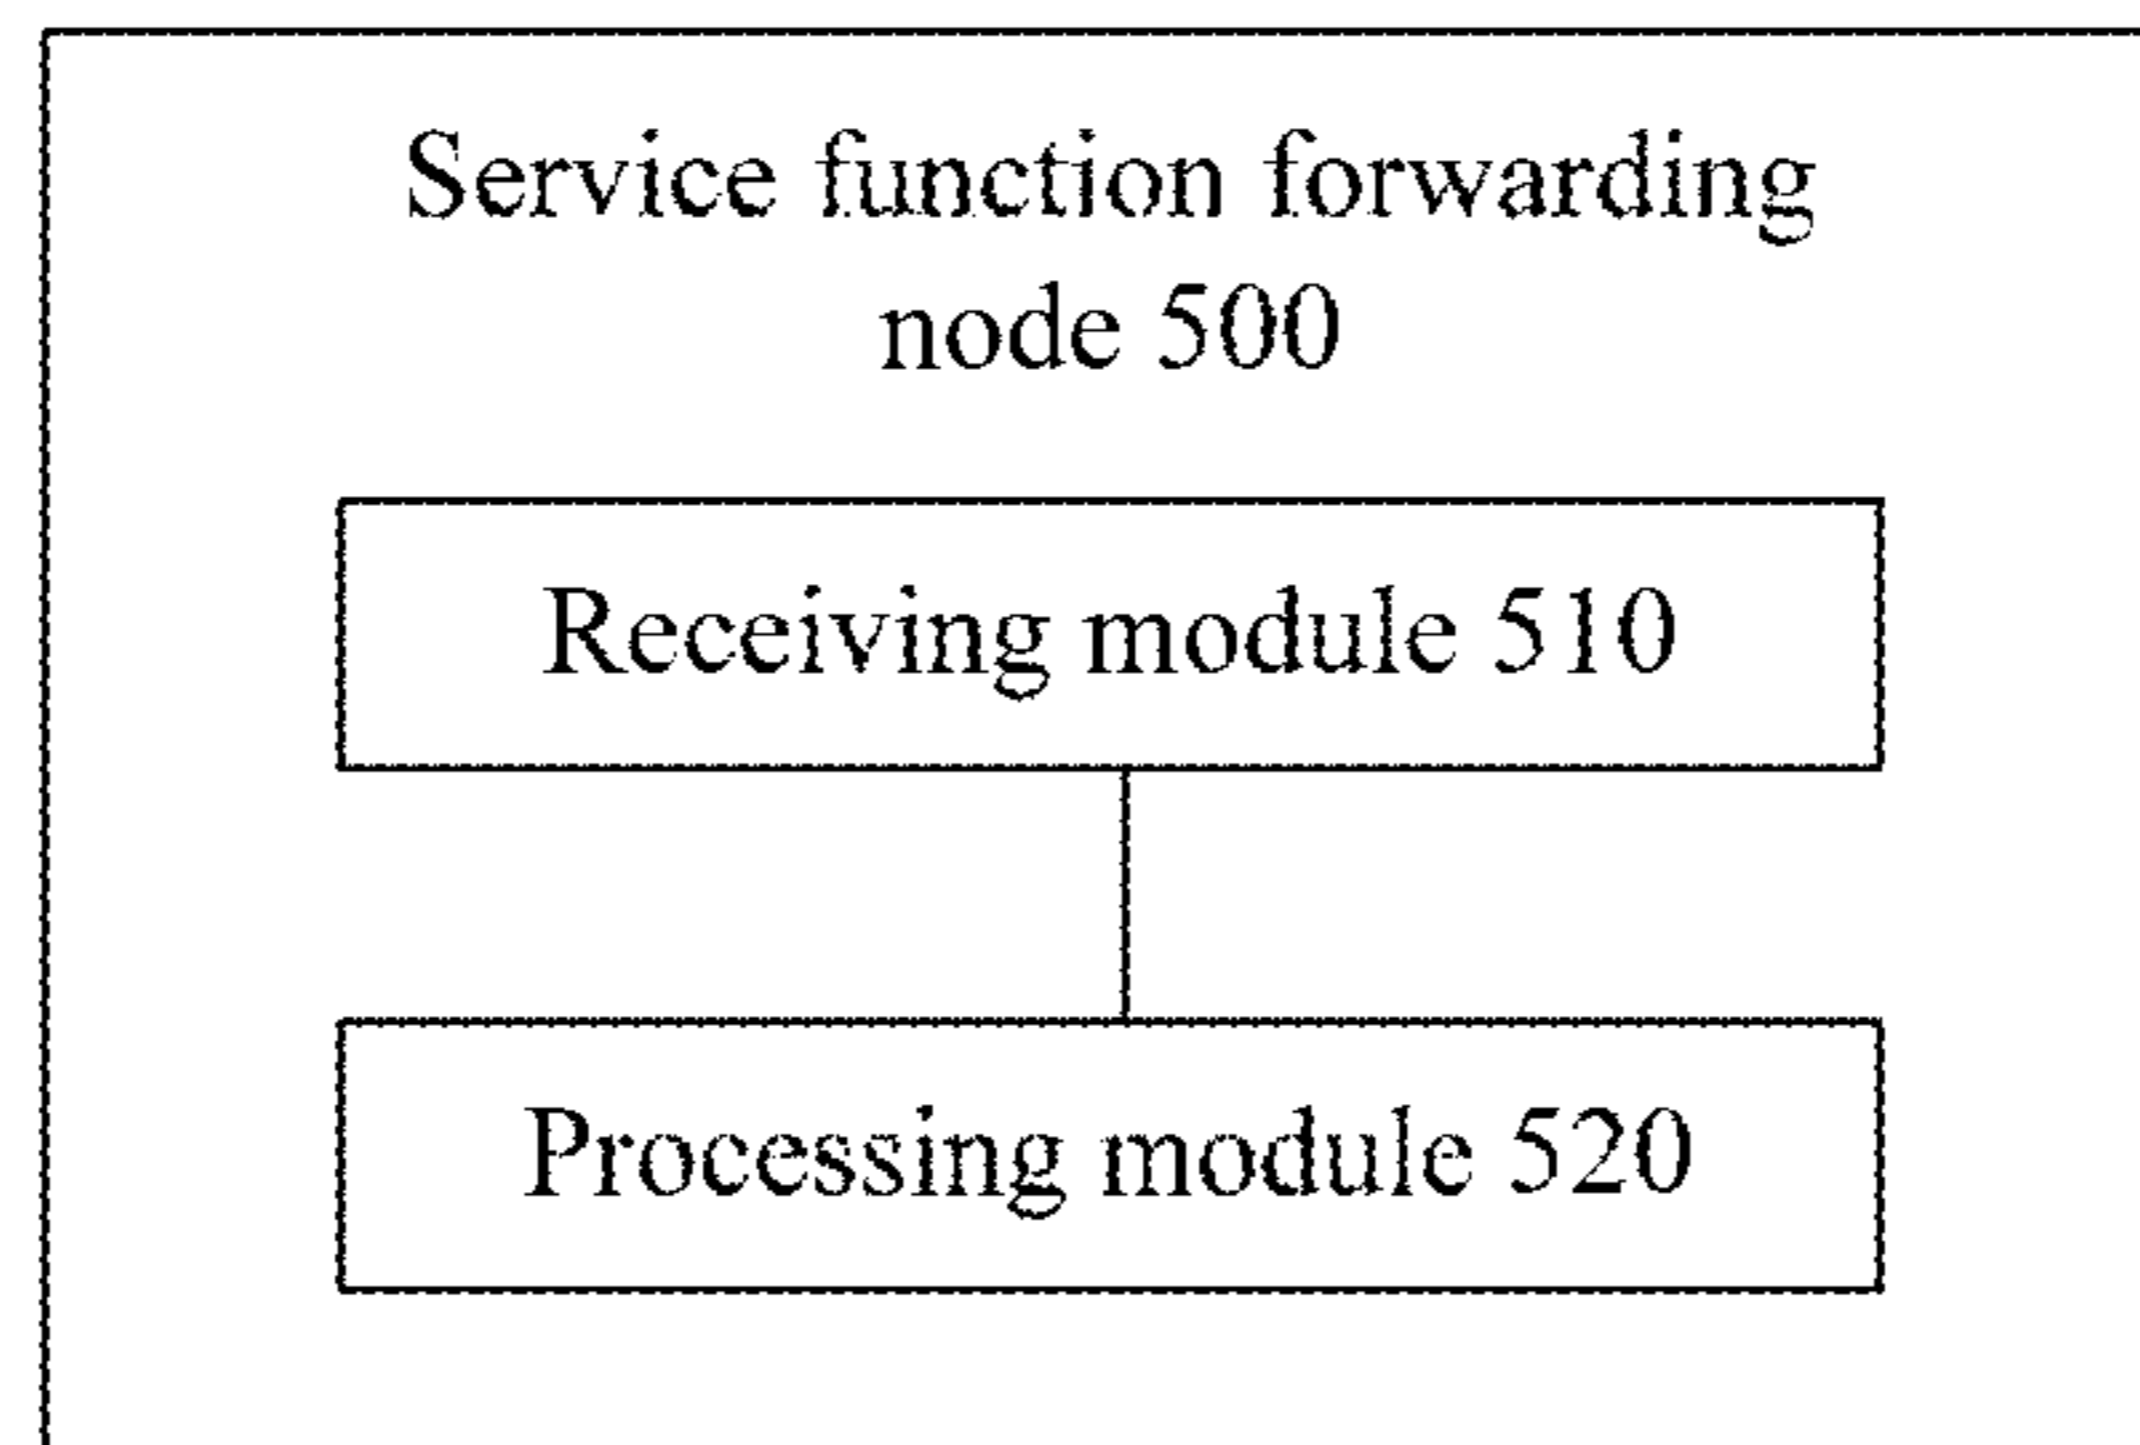 Service function forwarding
node 500
Receiving module 510
Processing module 520